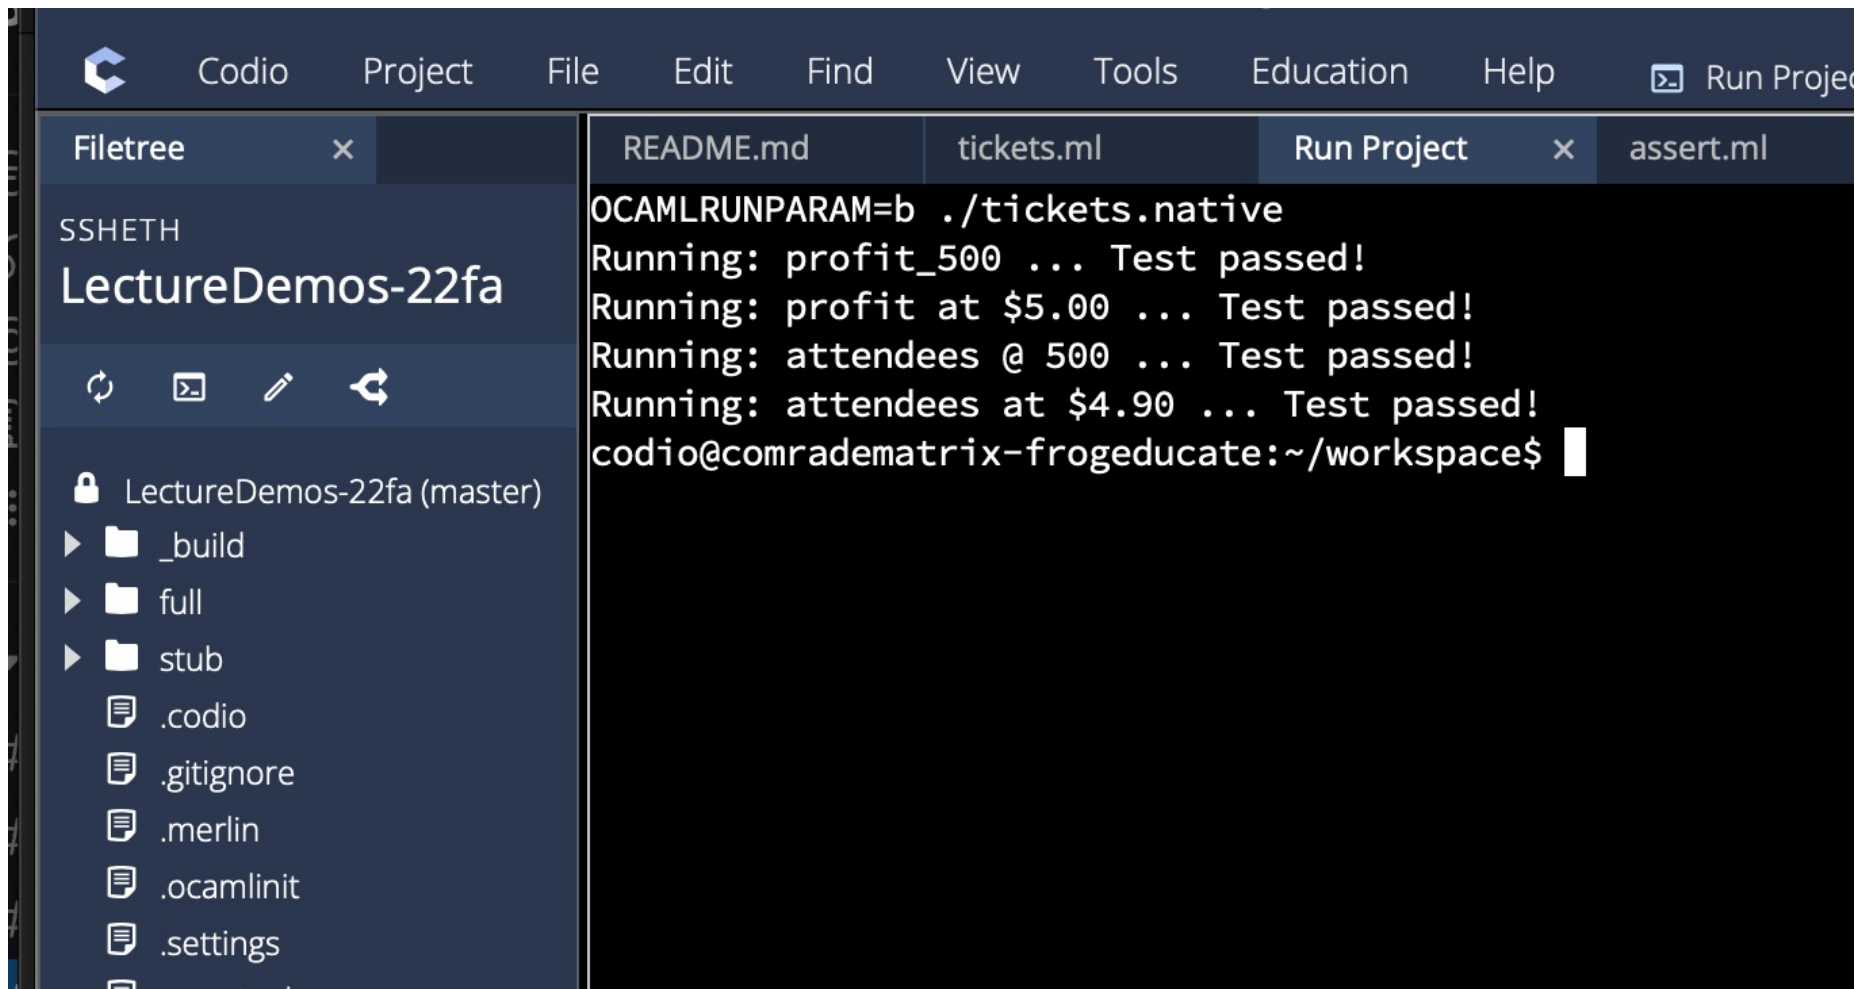 Codio Project File Edit Find View Tools Education Help Run Projec
Filetree
README.md tickets.ml Run Project assert.ml
SSHETH
LectureDemos-22fa
LectureDemos-22fa (master)
_build
full
stub
.codio
.gitignore
.merlin
.ocamlinit
.settings
OCAMLRUNPARAM=b ./tickets.native
Running: profit_500 ... Test passed!
Running: profit at $5.00 ... Test passed!
Running: attendees @ 500 ... Test passed!
Running: attendees at $4.90 ... Test passed!
codio@comradematrix-frogeducate:~/workspace$